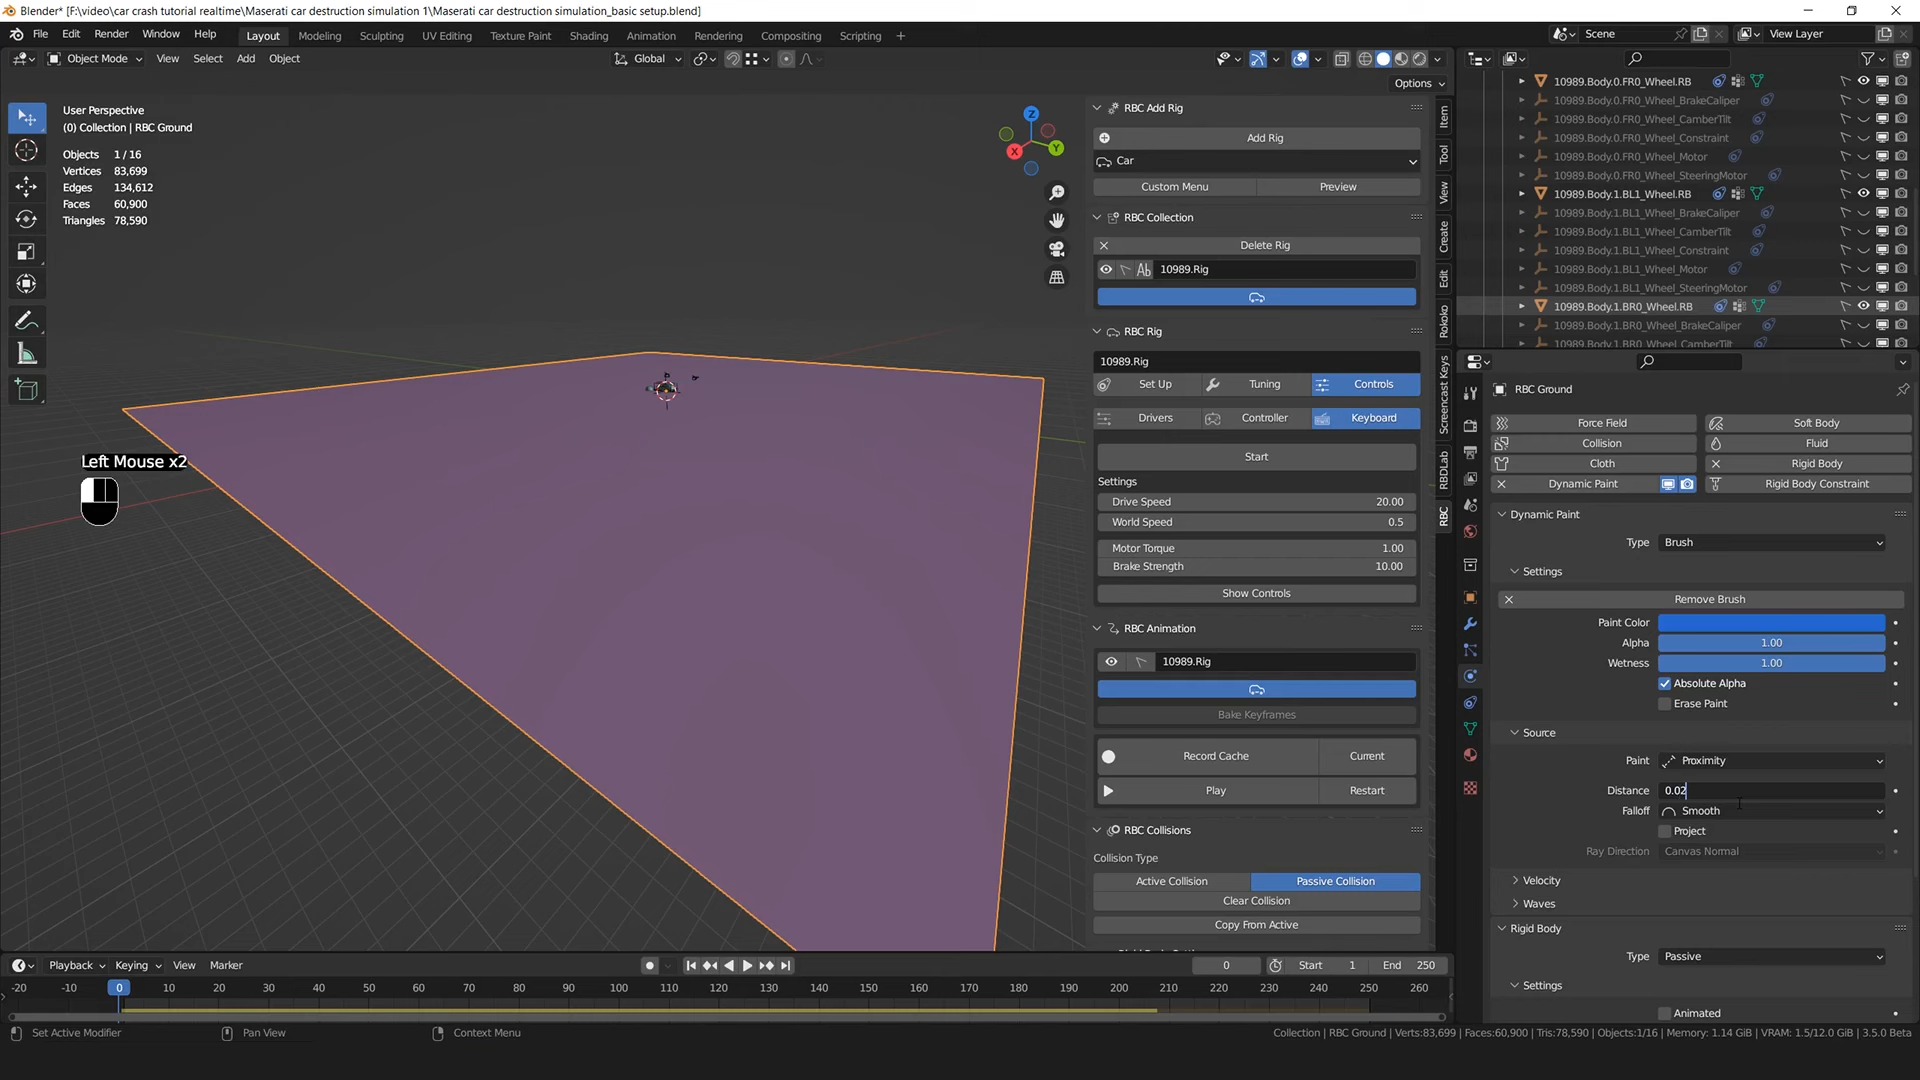 Blender* [F:\video\car crash tutorial realtime\Maserati car destruction simulation 1\Maserati car destruction simulation_basic setup.blend]
File Edit Render Window Help Layout Modeling Sculpting UV Editing Texture Paint Shading Animation Rendering Compositing Scripting Scene View Layer
Object Mode View Select Add Object Global
Options
User Perspective
(0) Collection | RBC Ground
Objects 1 / 16
Vertices 83,699
Edges 134,612
Faces 60,900
Triangles 78,590
Z
X
Y
Left Mouse x2
RBC Add Rig
Add Rig
Car
Custom Menu Preview
RBC Collection
Delete Rig
10989.Rig
RBC Rig
10989.Rig
Set Up Tuning Controls
Drivers Controller Keyboard
Start
Settings
Drive Speed 20.00
World Speed 0.5
Motor Torque 1.00
Brake Strength 10.00
Show Controls
RBC Animation
10989.Rig
Bake Keyframes
Record Cache Current
Play Restart
RBC Collisions
Collision Type
Active Collision Passive Collision
Clear Collision
Copy From Active
Item
Tool
View
Create
Edit
Rokoko
Screencast Keys
RBDLab
RBC
10989.Body.0.FR0_Wheel.RB
10989.Body.0.FR0_Wheel_BrakeCaliper
10989.Body.0.FR0_Wheel_CamberTilt
10989.Body.0.FR0_Wheel_Constraint
10989.Body.0.FR0_Wheel_Motor
10989.Body.0.FR0_Wheel_SteeringMotor
10989.Body.1.BL1_Wheel.RB
10989.Body.1.BL1_Wheel_BrakeCaliper
10989.Body.1.BL1_Wheel_CamberTilt
10989.Body.1.BL1_Wheel_Constraint
10989.Body.1.BL1_Wheel_Motor
10989.Body.1.BL1_Wheel_SteeringMotor
10989.Body.1.BR0_Wheel.RB
10989.Body.1.BR0_Wheel_BrakeCaliper
10989.Body.1.BR0_Wheel_CamberTilt
RBC Ground
Force Field Soft Body
Collision Fluid
Cloth Rigid Body
Dynamic Paint Rigid Body Constraint
Dynamic Paint
Type Brush
Settings
Remove Brush
Paint Color
Alpha 1.00
Wetness 1.00
Absolute Alpha
Erase Paint
Source
Paint Proximity
Distance 0.02
Falloff Smooth
Project
Ray Direction Canvas Normal
Velocity
Waves
Rigid Body
Type Passive
Settings
Animated
Playback Keying View Marker 0 Start 1 End 250
-20 -10 0 10 20 30 40 50 60 70 80 90 100 110 120 130 140 150 160 170 180 190 200 210 220 230 240 250 260
Set Active Modifier Pan View Context Menu Collection | RBC Ground | Verts:83,699 | Faces:60,900 | Tris:78,590 | Objects:1/16 | Memory: 1.14 GiB | VRAM: 1.5/12.0 GiB | 3.5.0 Beta